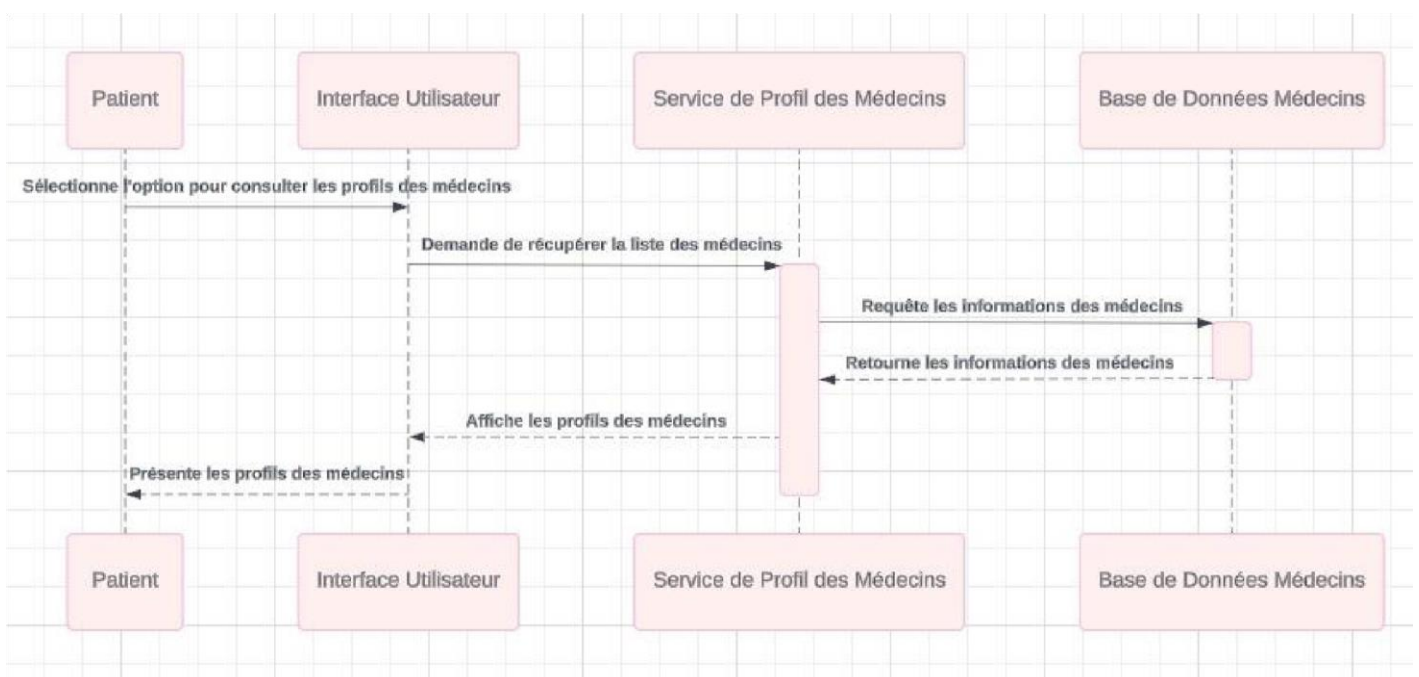 Patient
Interface Utilisateur
Service de Profil des Médecins
Base de Données Médecins
Sélectionne l'option pour consulter les profils des médecins
Demande de récupérer la liste des médecins
Requête les informations des médecins
Retourne les informations des médecins
Affiche les profils des médecins
Présente les profils des médecins
Patient
Interface Utilisateur
Service de Profil des Médecins
Base de Données Médecins